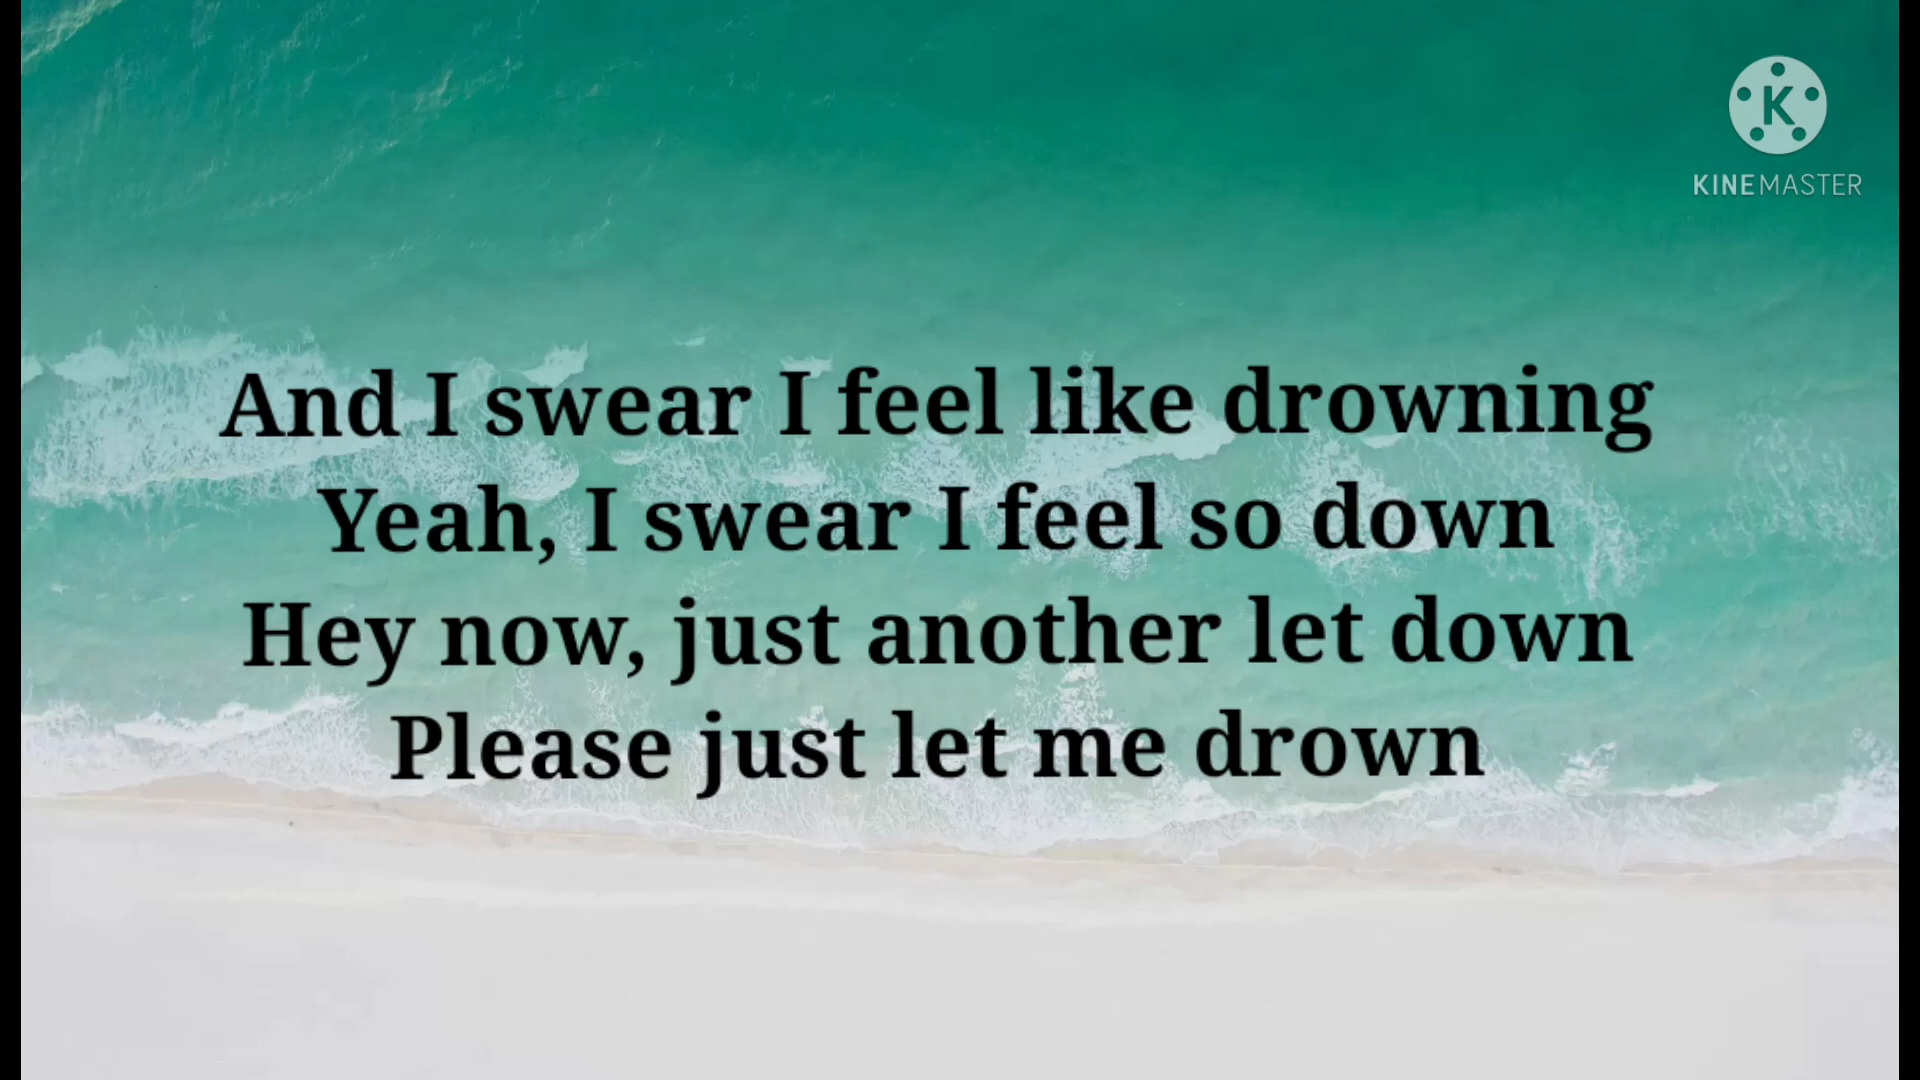 K
KINEMASTER
And I swear I feel like drowning
Yeah, I swear I feel so down
Hey now, just another let down
Please just let me drown